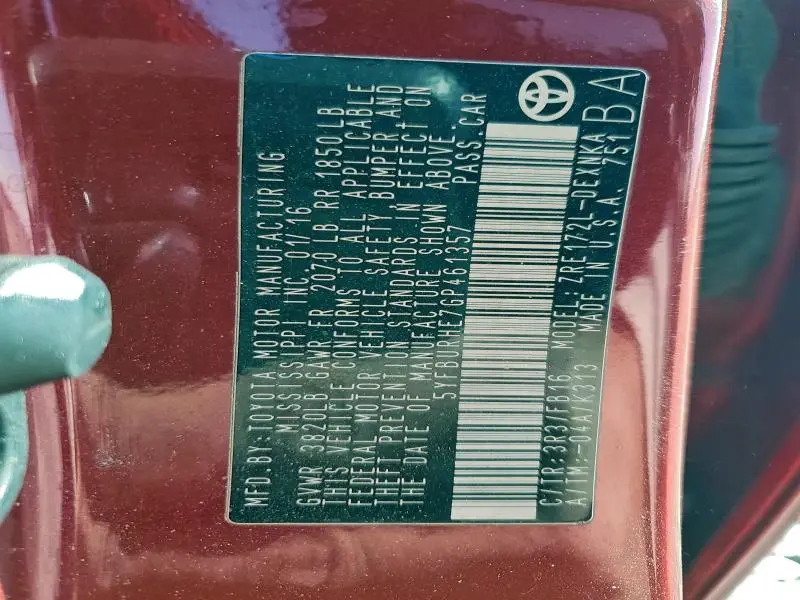 MFD.BY:TOYOTA MOTOR MANUFACTURING
MISSISSIPPI INC. 01/16
GVWR 3820LB GAWR FR 2070 LB RR 1850LB
THIS VEHICLE CONFORMS TO ALL APPLICABLE
FEDERAL MOTOR VEHICLE SAFETY BUMPER AND
THEFT PREVENTION STANDARDS IN EFFECT ON
THE DATE OF MANUFACTURE SHOWN ABOVE.
5YFBURHE7GP461357 PASS.CAR
C/TR:3R3/FB16 MODEL:ZRE172L-DEXNKA
A/TM:-04A/K313 MADE IN U.S.A. 751
BA